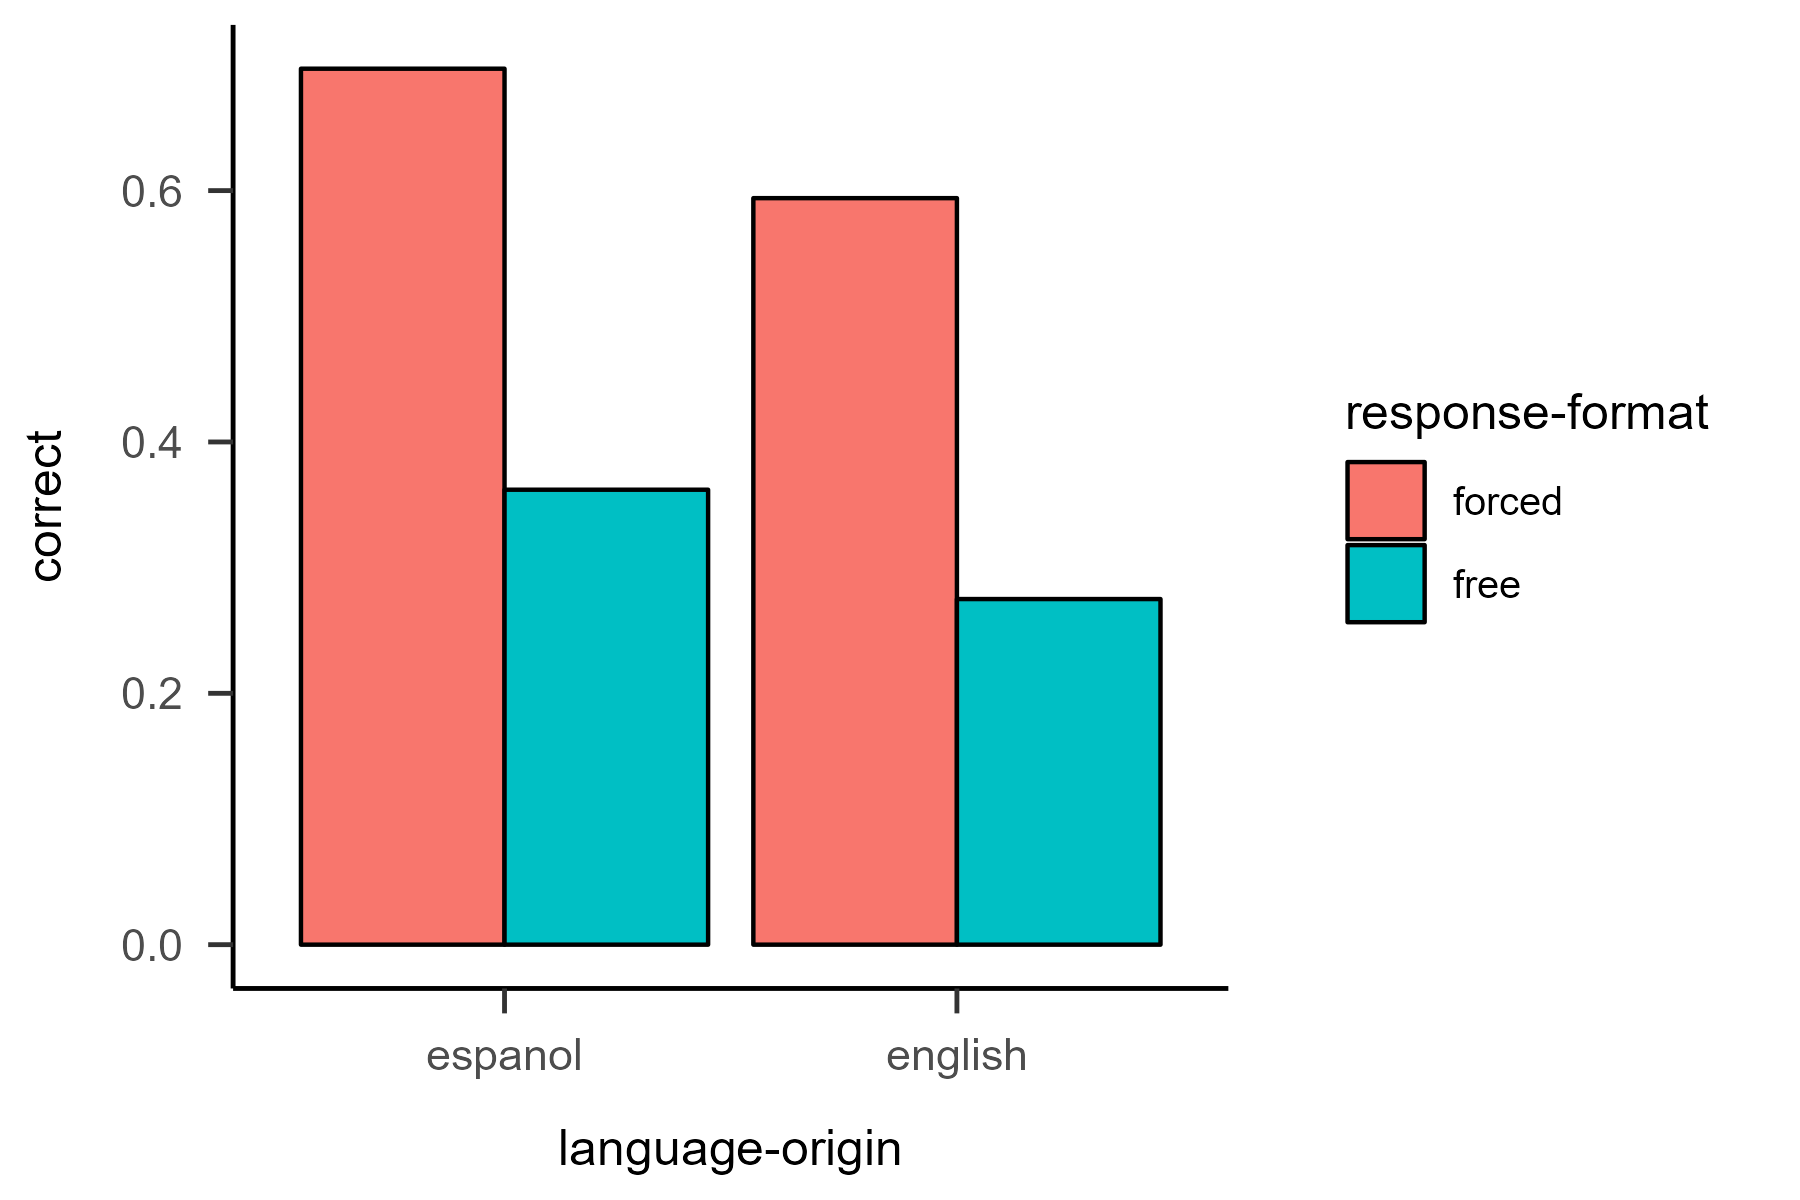 correct
0.6
0.4
0.2
0.0
espanol
english
language-origin
response-format
forced
free